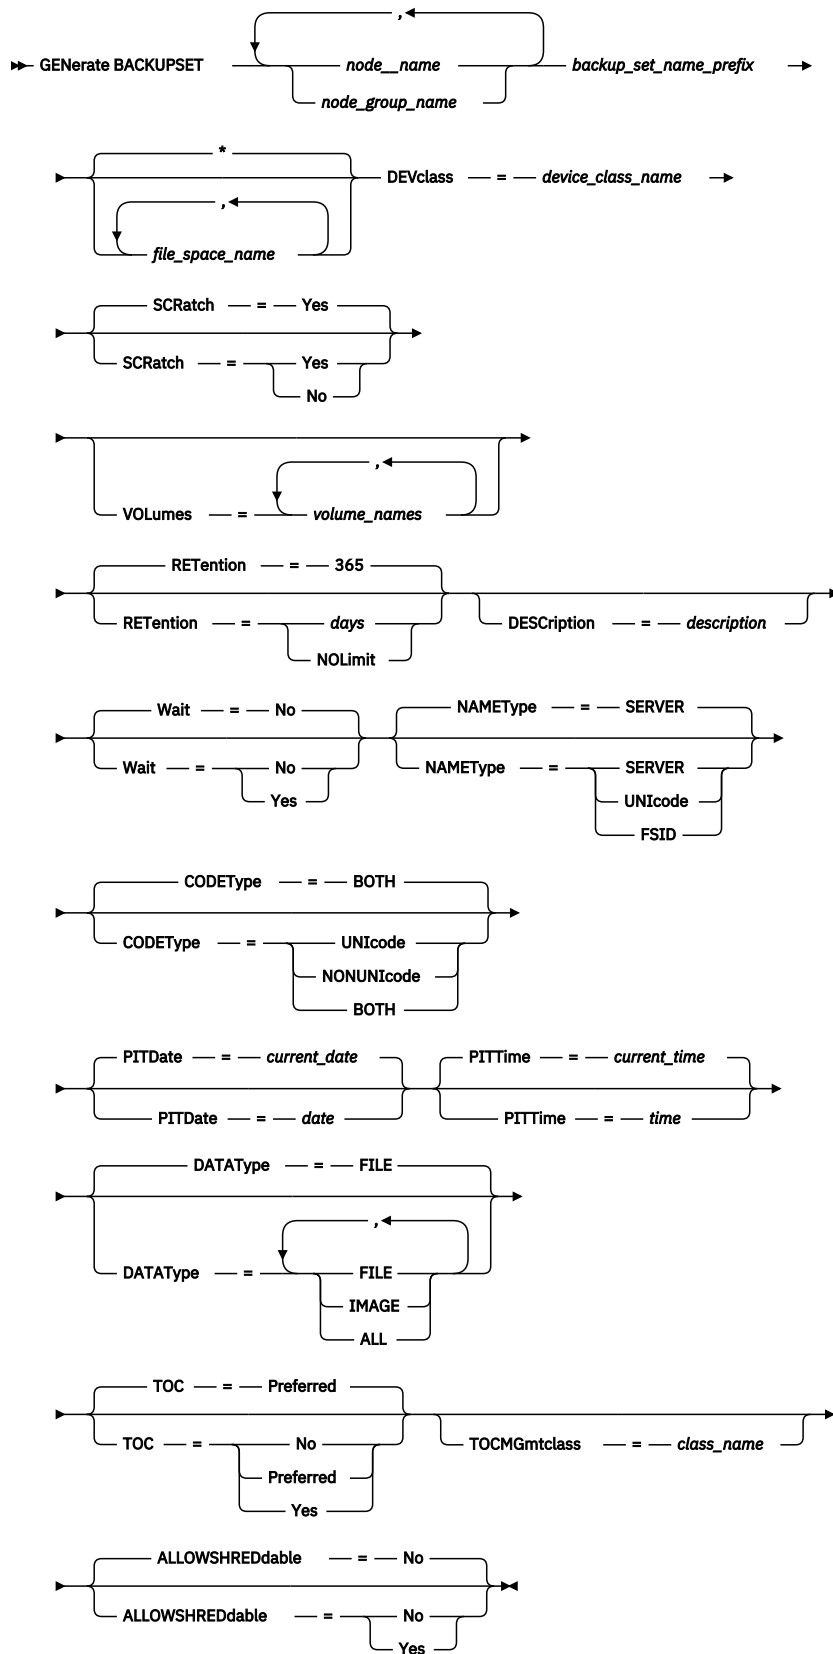 ,
GENerate BACKUPSET node__name backup_set_name_prefix
node_group_name
*
DEVclass = device_class_name
,
file_space_name
SCRatch = Yes
SCRatch = Yes
No
,
VOLumes = volume_names
RETention = 365
RETention = days DESCription = description
NOLimit
Wait = No NAMEType = SERVER
Wait = No NAMEType = SERVER
Yes UNIcode
FSID
CODEType = BOTH
CODEType = UNIcode
NONUNIcode
BOTH
PITDate = current_date PITTime = current_time
PITDate = date PITTime = time
DATAType = FILE
,
DATAType = FILE
IMAGE
ALL
TOC = Preferred
TOC = No TOCMGmtclass = class_name
Preferred
Yes
ALLOWSHREDdable = No
ALLOWSHREDdable = No
Yes